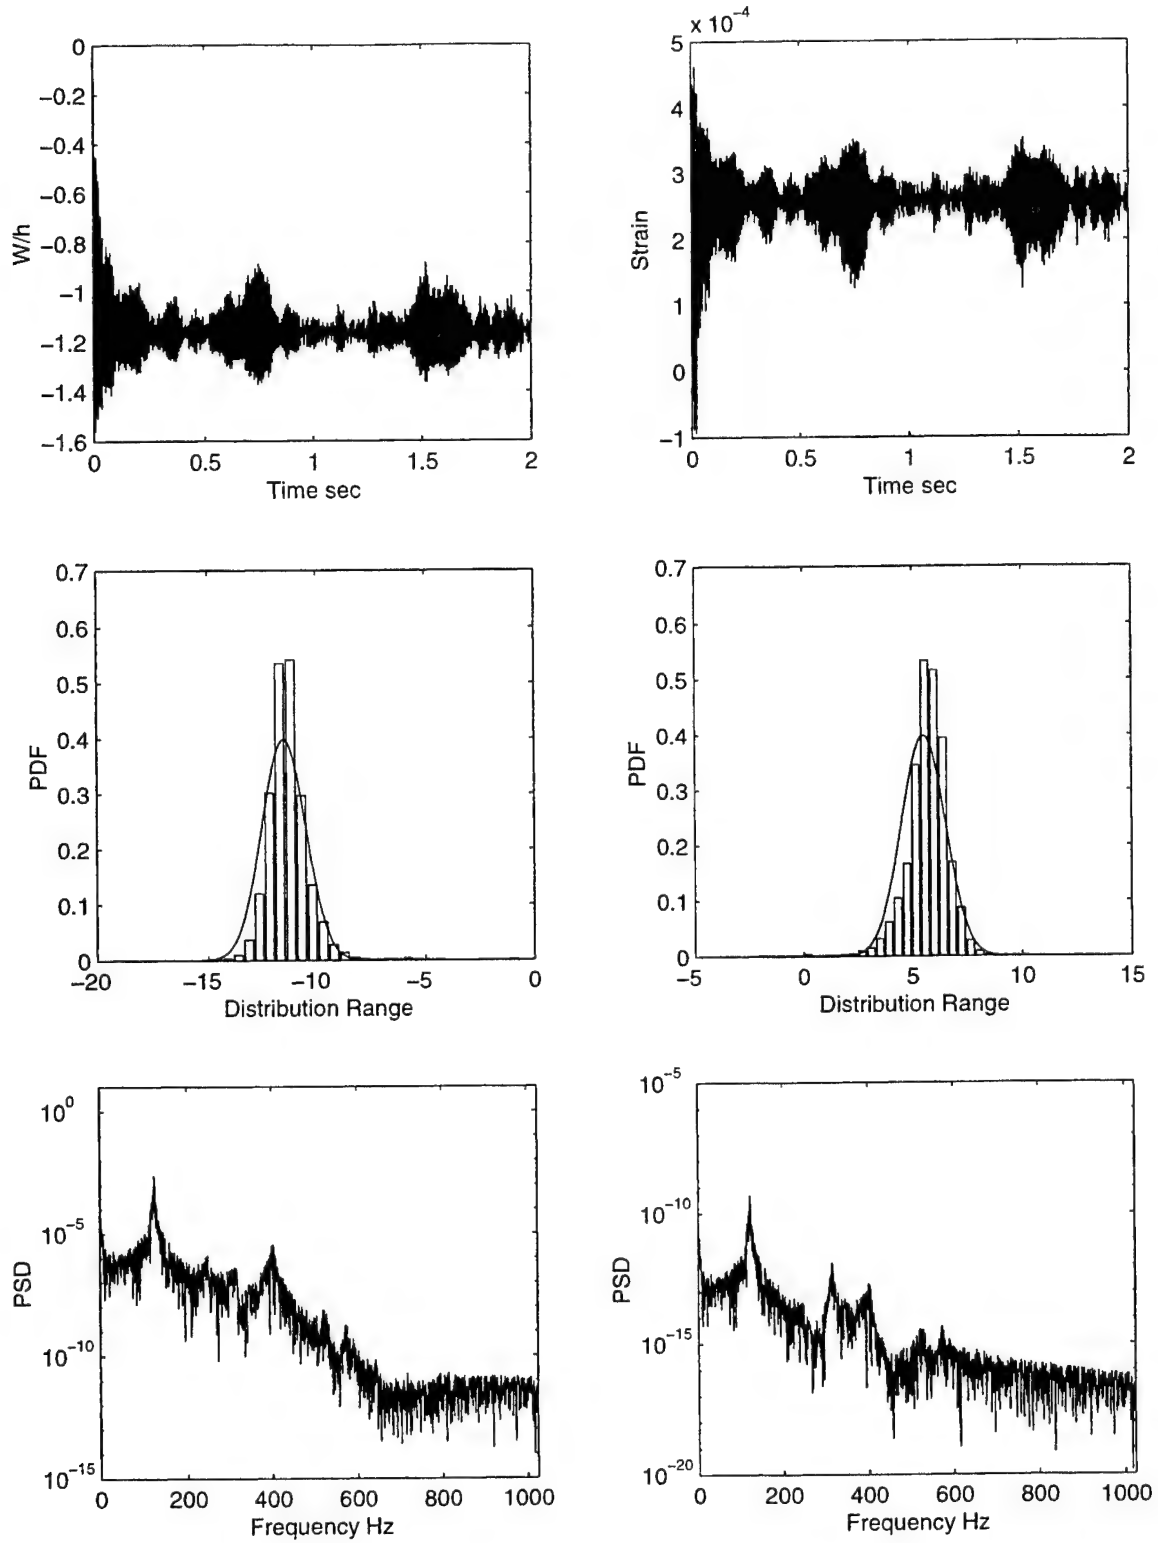 x 10⁻⁴
0
−0.2
−0.4
−0.6
−0.8
−1
−1.2
−1.4
−1.6
W/h
0 0.5 1 1.5 2
Time sec
5
4
3
2
1
0
−1
Strain
0 0.5 1 1.5 2
Time sec
0.7
0.6
0.5
0.4
0.3
0.2
0.1
0
PDF
−20 −15 −10 −5 0
Distribution Range
0.7
0.6
0.5
0.4
0.3
0.2
0.1
0
PDF
−5 0 5 10 15
Distribution Range
10⁰
10⁻⁵
10⁻¹⁰
10⁻¹⁵
PSD
0 200 400 600 800 1000
Frequency Hz
10⁻⁵
10⁻¹⁰
10⁻¹⁵
10⁻²⁰
PSD
0 200 400 600 800 1000
Frequency Hz